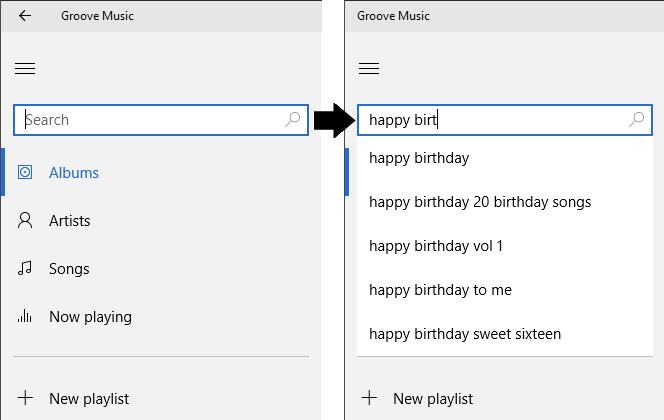 Groove Music
Search
Albums
Artists
Songs
Now playing
New playlist
Groove Music
happy birt
happy birthday
happy birthday 20 birthday songs
happy birthday vol 1
happy birthday to me
happy birthday sweet sixteen
New playlist